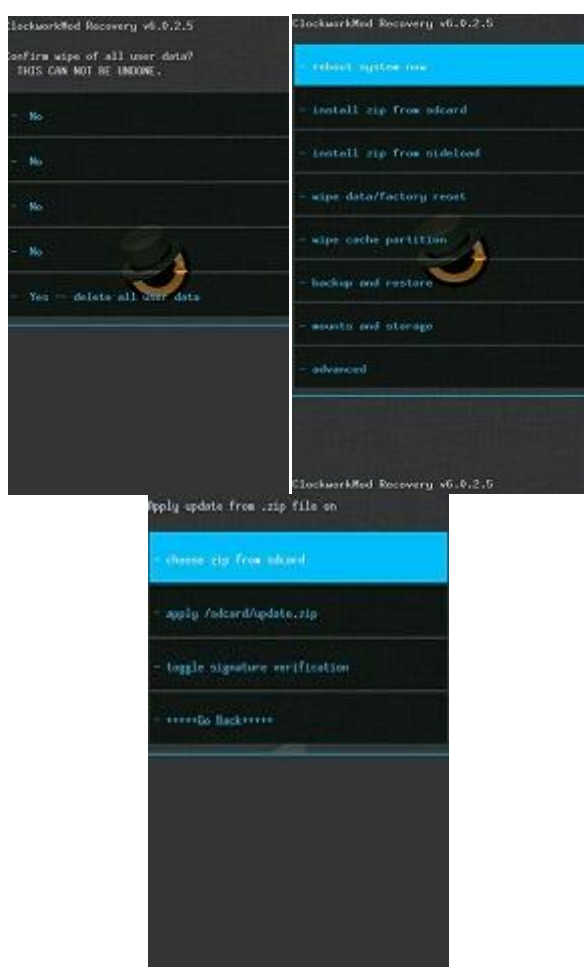 ClockworkMod Recovery v6.0.2.5
Confirm wipe of all user data?
THIS CAN NOT BE UNDONE.
- No
- No
- No
- No
- Yes -- delete all user data
ClockworkMod Recovery v6.0.2.5
- reboot system now
- install zip from sdcard
- install zip from sideload
- wipe data/factory reset
- wipe cache partition
- backup and restore
- mounts and storage
- advanced
ClockworkMod Recovery v6.0.2.5
Apply update from .zip file on
- choose zip from sdcard
- apply /sdcard/update.zip
- toggle signature verification
- +++++Go Back+++++